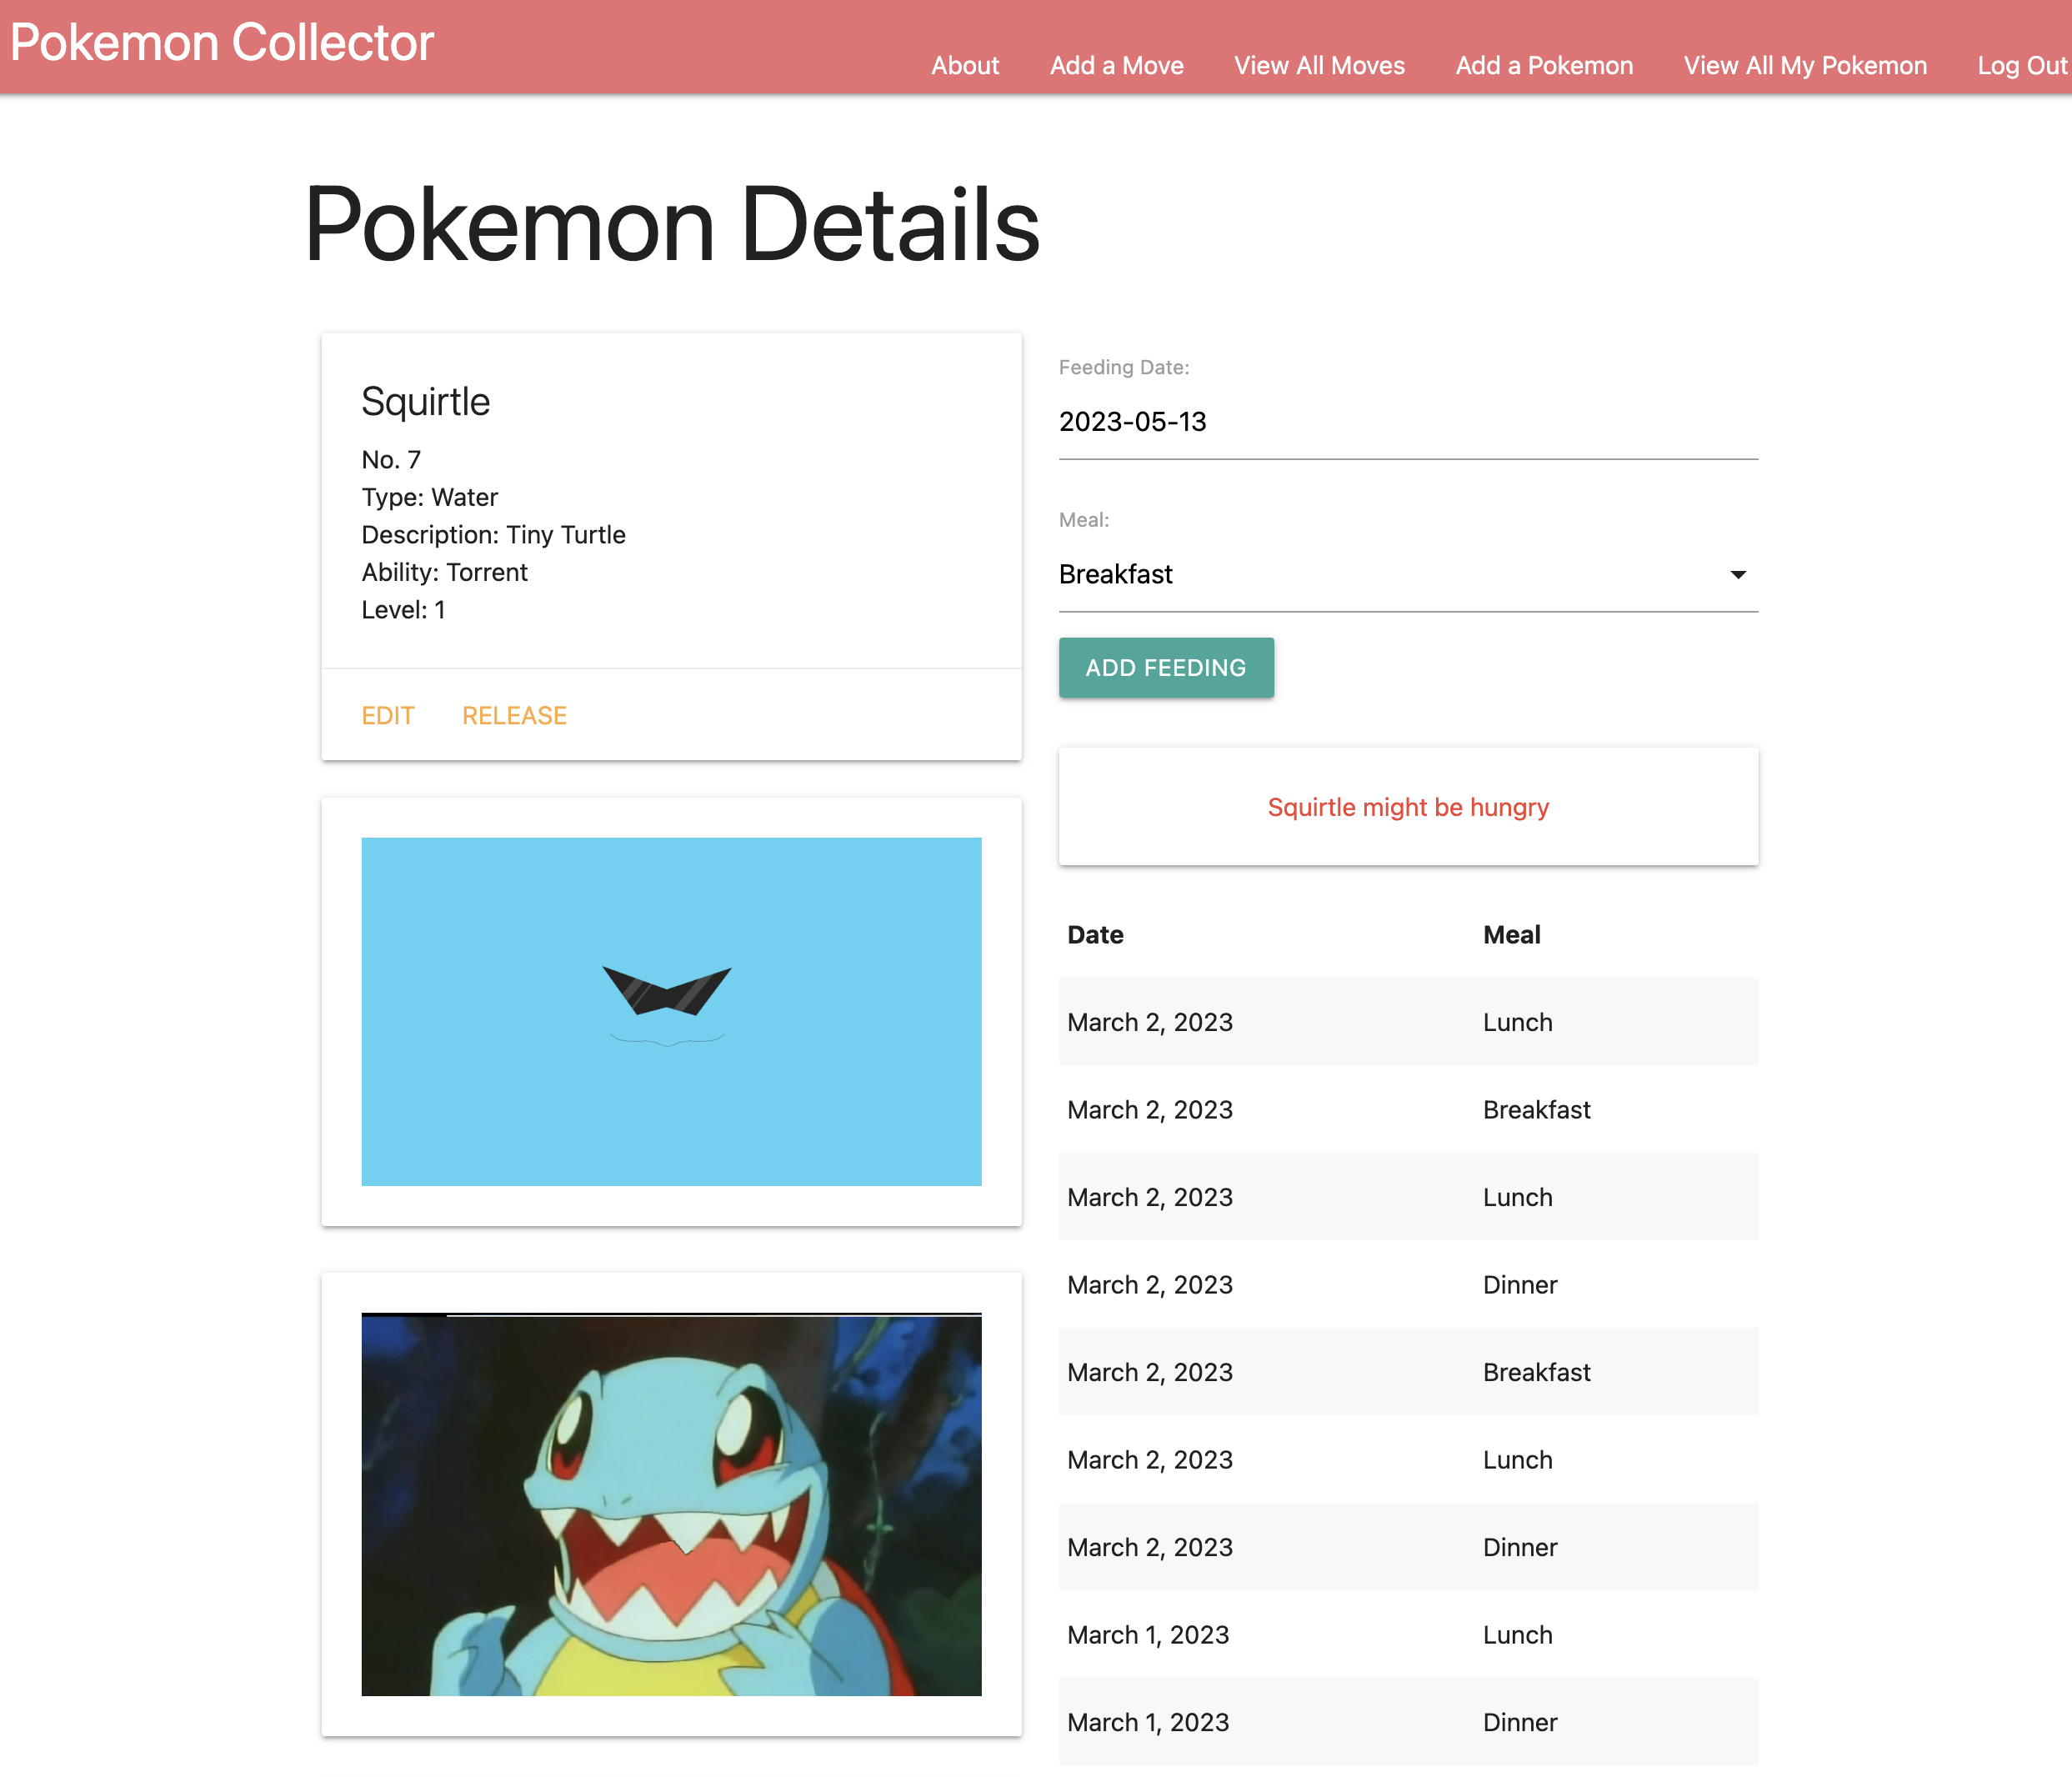 Pokemon Collector
About Add a Move View All Moves Add a Pokemon View All My Pokemon Log Out
Pokemon Details
Squirtle
No. 7
Type: Water
Description: Tiny Turtle
Ability: Torrent
Level: 1
EDIT RELEASE
Feeding Date:
2023-05-13
Meal:
Breakfast
ADD FEEDING
Squirtle might be hungry
Date Meal
March 2, 2023 Lunch
March 2, 2023 Breakfast
March 2, 2023 Lunch
March 2, 2023 Dinner
March 2, 2023 Breakfast
March 2, 2023 Lunch
March 2, 2023 Dinner
March 1, 2023 Lunch
March 1, 2023 Dinner